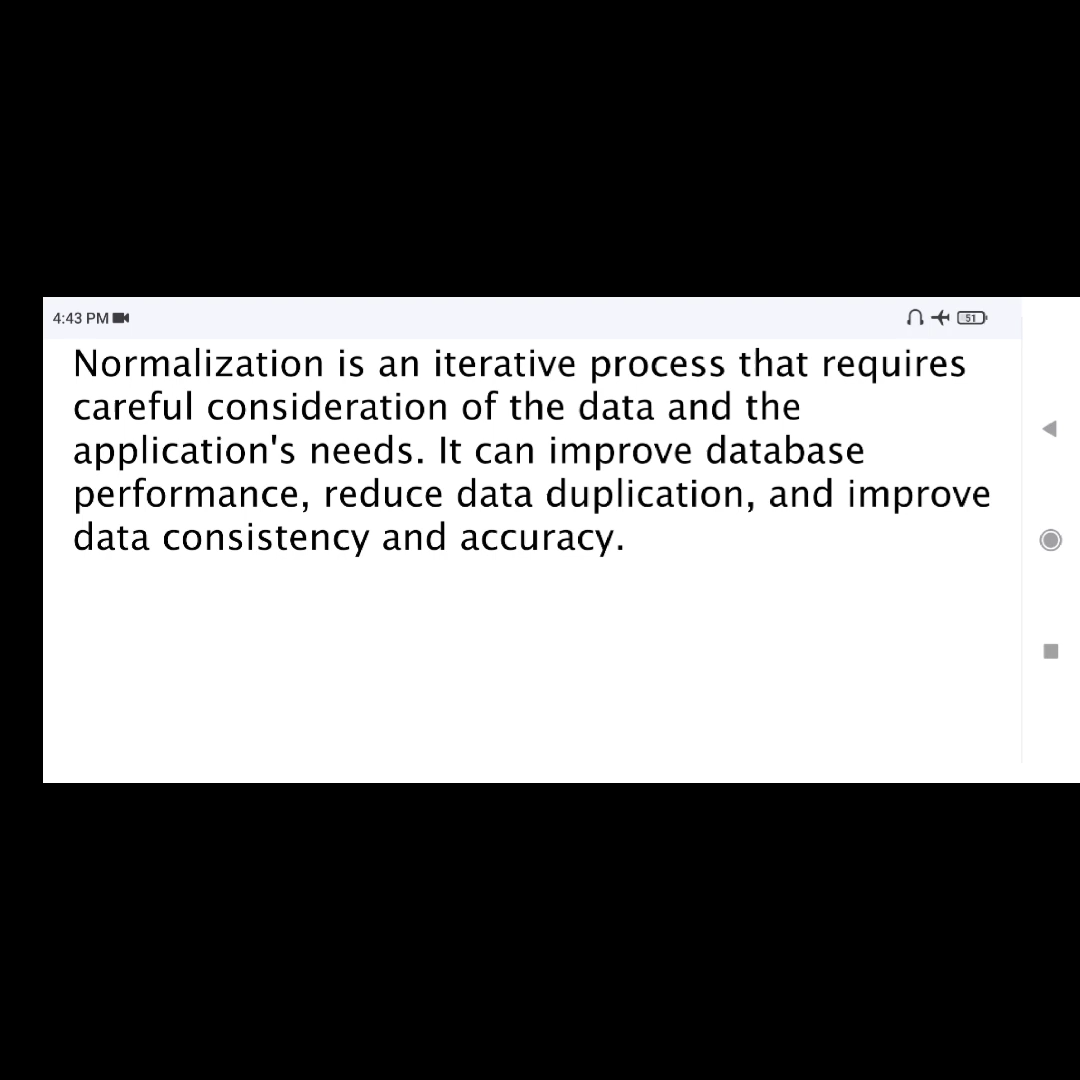 4:43 PM
51
Normalization is an iterative process that requires
careful consideration of the data and the
application's needs. It can improve database
performance, reduce data duplication, and improve
data consistency and accuracy.